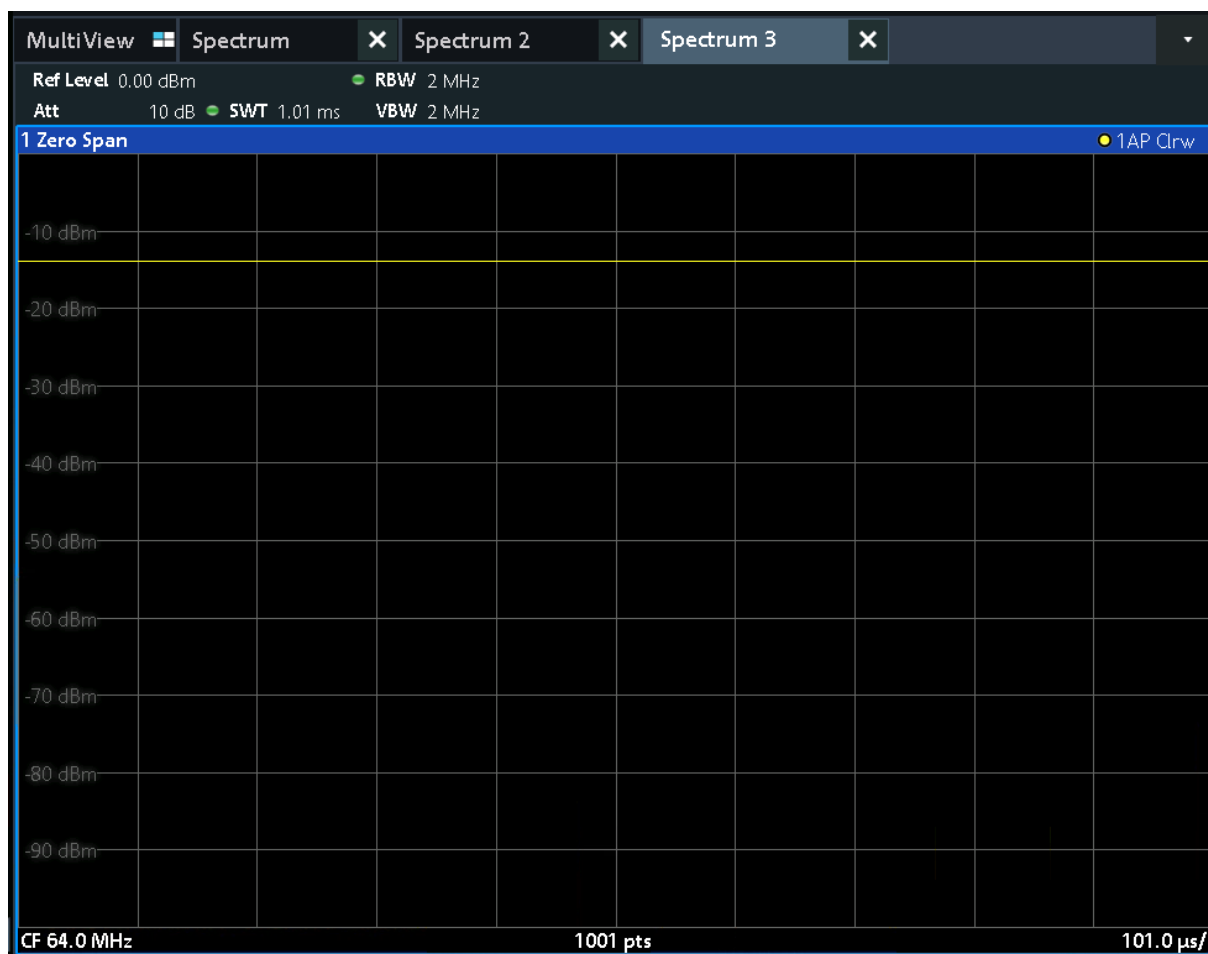 MultiView Spectrum X Spectrum 2 X Spectrum 3 X
Ref Level 0.00 dBm RBW 2 MHz
Att 10 dB SWT 1.01 ms VBW 2 MHz
1 Zero Span 1AP Clrw
-10 dBm
-20 dBm
-30 dBm
-40 dBm
-50 dBm
-60 dBm
-70 dBm
-80 dBm
-90 dBm
CF 64.0 MHz 1001 pts 101.0 µs/